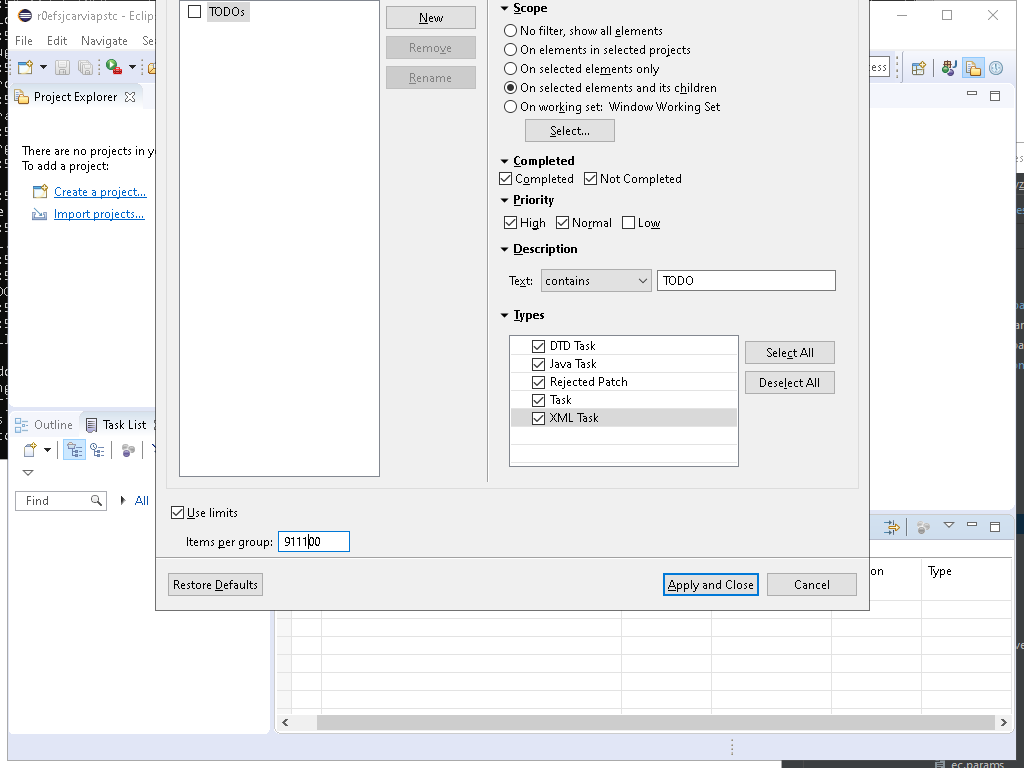 r0efsjcarviapstc - Eclips
File Edit Navigate Se
ess
Project Explorer
There are no projects in y
To add a project:
Create a project...
Import projects...
Outline
Task List
Find
All
TODOs
New
Remove
Rename
Scope
No filter, show all elements
On elements in selected projects
On selected elements only
On selected elements and its children
On working set: Window Working Set
Select...
Completed
Completed Not Completed
Priority
High Normal Low
Description
Text: contains TODO
Types
DTD Task
Java Task
Rejected Patch
Task
XML Task
Select All
Deselect All
Use limits
Items per group: 911100
Restore Defaults
Apply and Close
Cancel
on
Type
ec.params